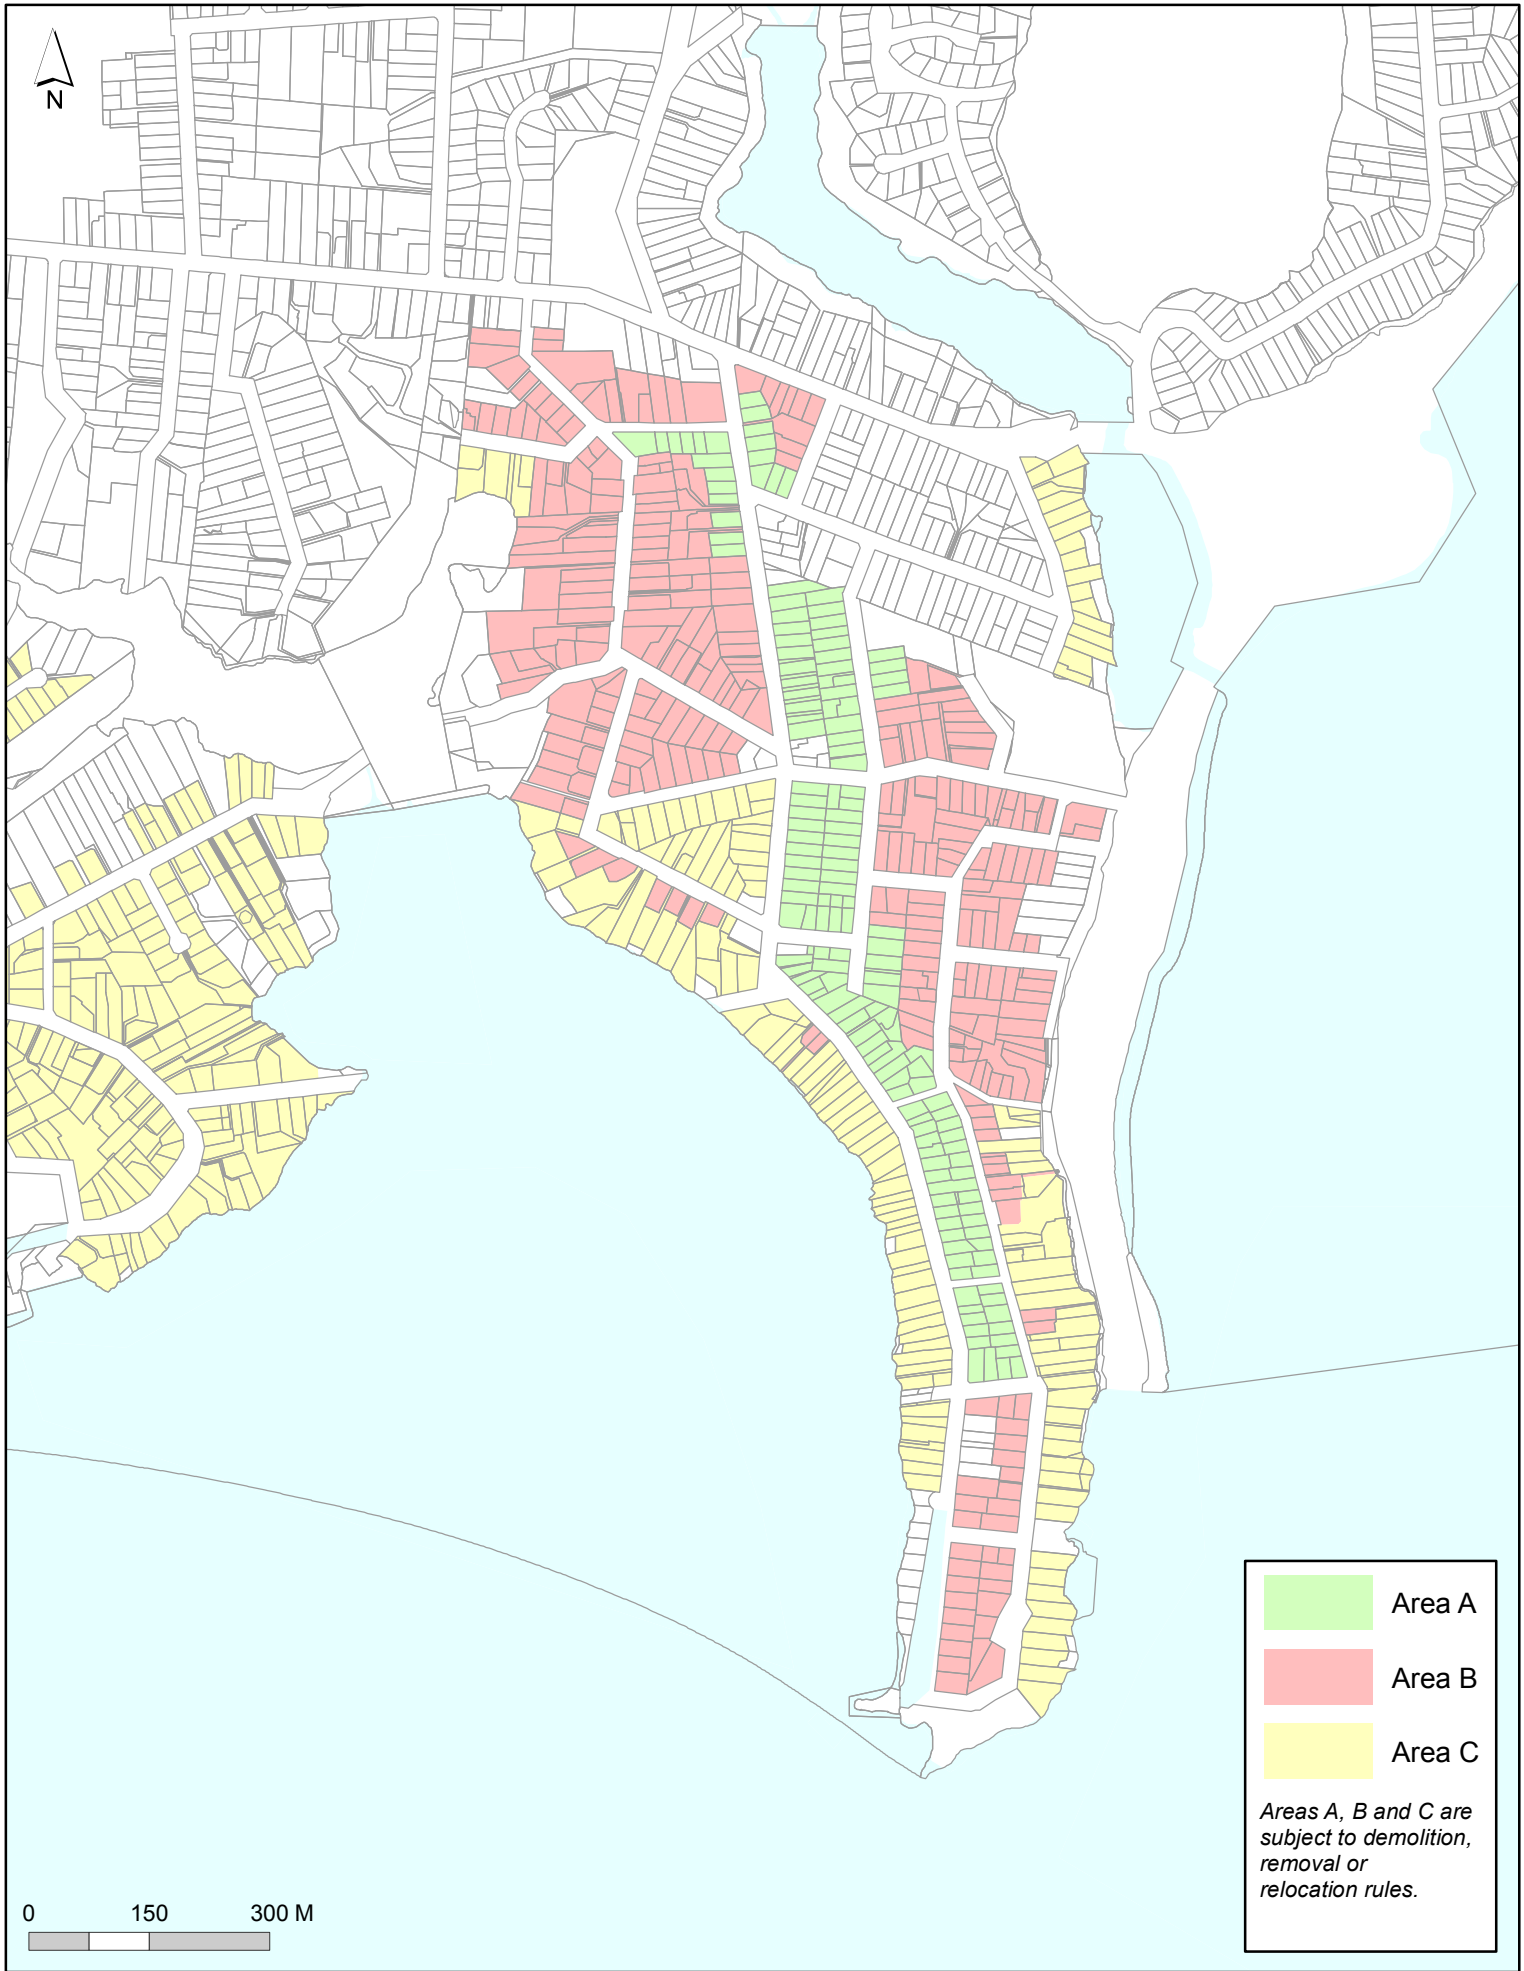 N
Area A
Area B
Area C
Areas A, B and C are
subject to demolition,
removal or
relocation rules.
0 150 300 M